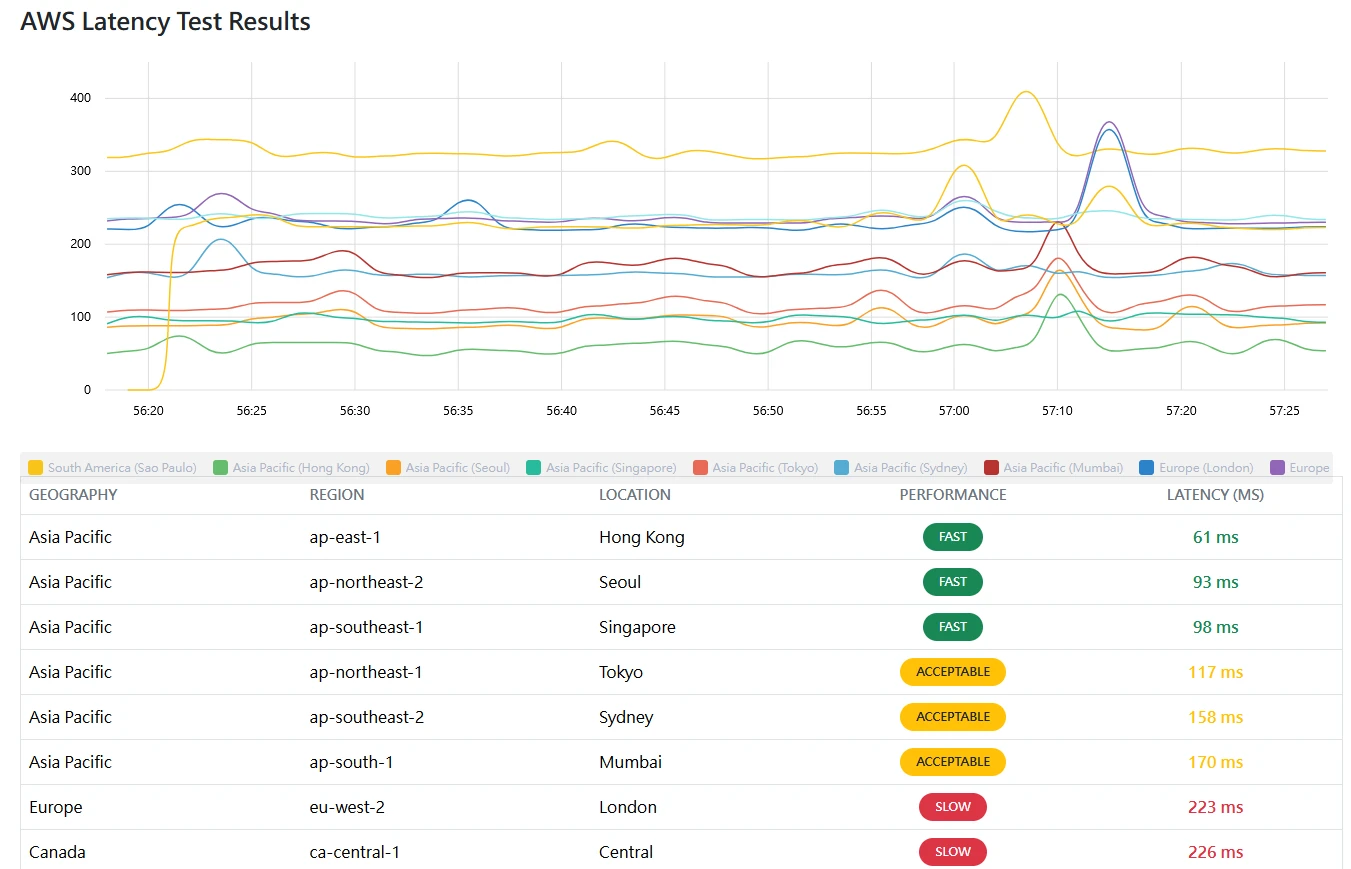 AWS Latency Test Results
400
300
200
100
0
56:20 56:25 56:30 56:35 56:40 56:45 56:50 56:55 57:00 57:10 57:20 57:25
South America (Sao Paulo) Asia Pacific (Hong Kong) Asia Pacific (Seoul) Asia Pacific (Singapore) Asia Pacific (Tokyo) Asia Pacific (Sydney) Asia Pacific (Mumbai) Europe (London) Europe
GEOGRAPHY REGION LOCATION PERFORMANCE LATENCY (MS)
Asia Pacific ap-east-1 Hong Kong FAST 61 ms
Asia Pacific ap-northeast-2 Seoul FAST 93 ms
Asia Pacific ap-southeast-1 Singapore FAST 98 ms
Asia Pacific ap-northeast-1 Tokyo ACCEPTABLE 117 ms
Asia Pacific ap-southeast-2 Sydney ACCEPTABLE 158 ms
Asia Pacific ap-south-1 Mumbai ACCEPTABLE 170 ms
Europe eu-west-2 London SLOW 223 ms
Canada ca-central-1 Central SLOW 226 ms